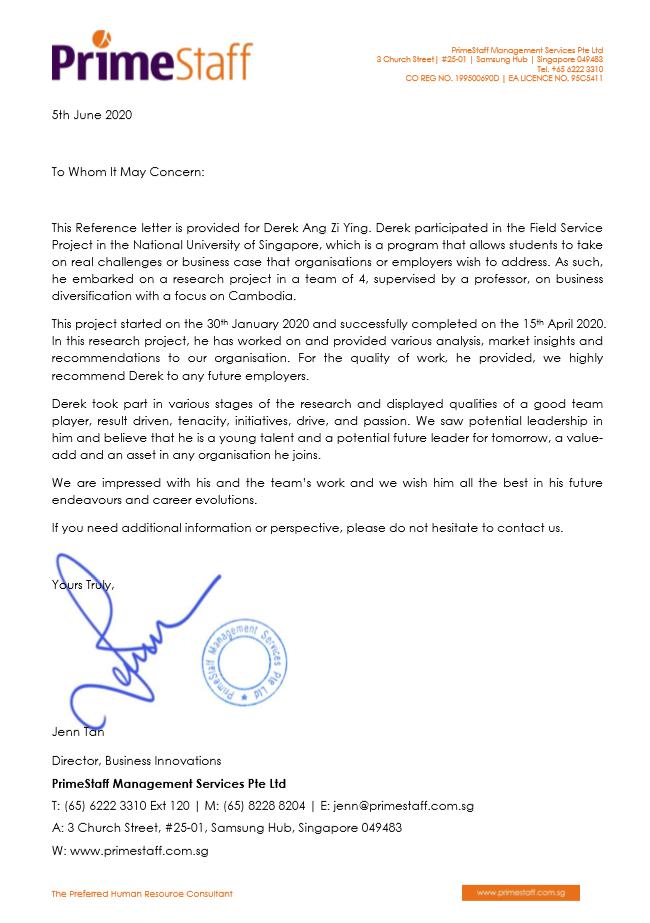 PrimeStaff
PrimeStaff Management Services Pte Ltd
3 Church Street| #25-01 | Samsung Hub | Singapore 049483
Tel. +65 6222 3310
CO REG NO. 199500690D | EA LICENCE NO. 95C5411
5th June 2020
To Whom It May Concern:
This Reference letter is provided for Derek Ang Zi Ying. Derek participated in the Field Service
Project in the National University of Singapore, which is a program that allows students to take
on real challenges or business case that organisations or employers wish to address. As such,
he embarked on a research project in a team of 4, supervised by a professor, on business
diversification with a focus on Cambodia.
This project started on the 30th January 2020 and successfully completed on the 15th April 2020.
In this research project, he has worked on and provided various analysis, market insights and
recommendations to our organisation. For the quality of work, he provided, we highly
recommend Derek to any future employers.
Derek took part in various stages of the research and displayed qualities of a good team
player, result driven, tenacity, initiatives, drive, and passion. We saw potential leadership in
him and believe that he is a young talent and a potential future leader for tomorrow, a value-
add and an asset in any organisation he joins.
We are impressed with his and the team's work and we wish him all the best in his future
endeavours and career evolutions.
If you need additional information or perspective, please do not hesitate to contact us.
Yours Truly,
PrimeStaff Management Services Pte Ltd
Jenn Tan
Director, Business Innovations
PrimeStaff Management Services Pte Ltd
T: (65) 6222 3310 Ext 120 | M: (65) 8228 8204 | E: jenn@primestaff.com.sg
A: 3 Church Street, #25-01, Samsung Hub, Singapore 049483
W: www.primestaff.com.sg
The Preferred Human Resource Consultant
www.primestaff.com.sg